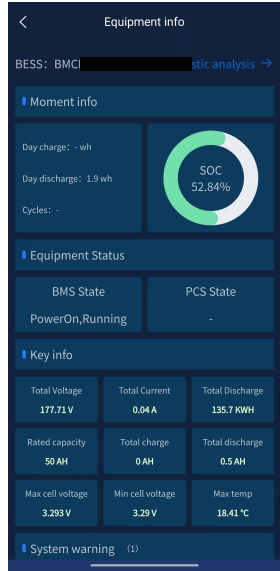 Equipment info
BESS: BMC
stic analysis
Moment info
Day charge: - wh
Day discharge: 1.9 wh
Cycles: -
SOC
52.84%
Equipment Status
BMS State
PowerOn,Running
PCS State
-
Key info
Total Voltage
177.71 V
Total Current
0.04 A
Total Discharge
135.7 KWH
Rated capacity
50 AH
Total charge
0 AH
Total discharge
0.5 AH
Max cell voltage
3.293 V
Min cell voltage
3.29 V
Max temp
18.41 °C
System warning (1)